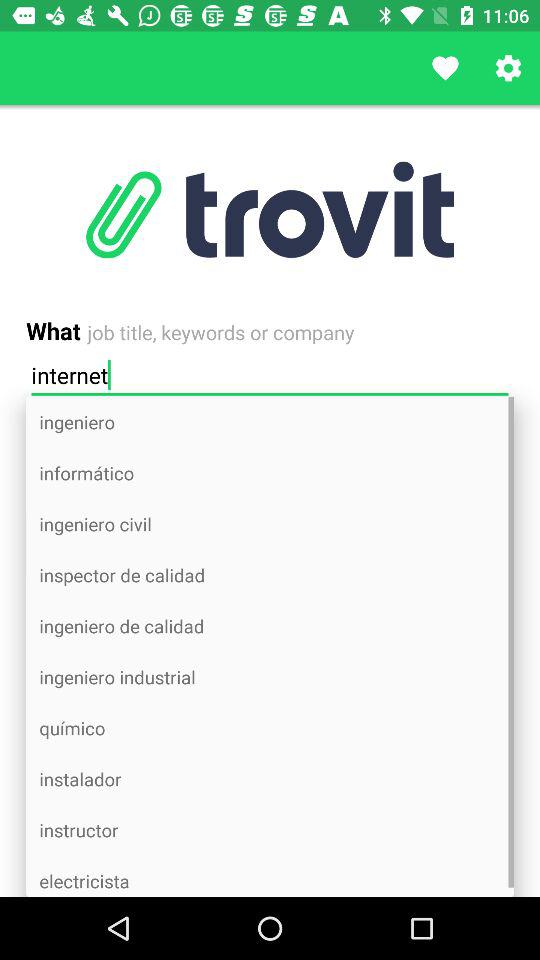 11:06
trovit
What job title, keywords or company
internet
ingeniero
informático
ingeniero civil
inspector de calidad
ingeniero de calidad
ingeniero industrial
químico
instalador
instructor
electricista